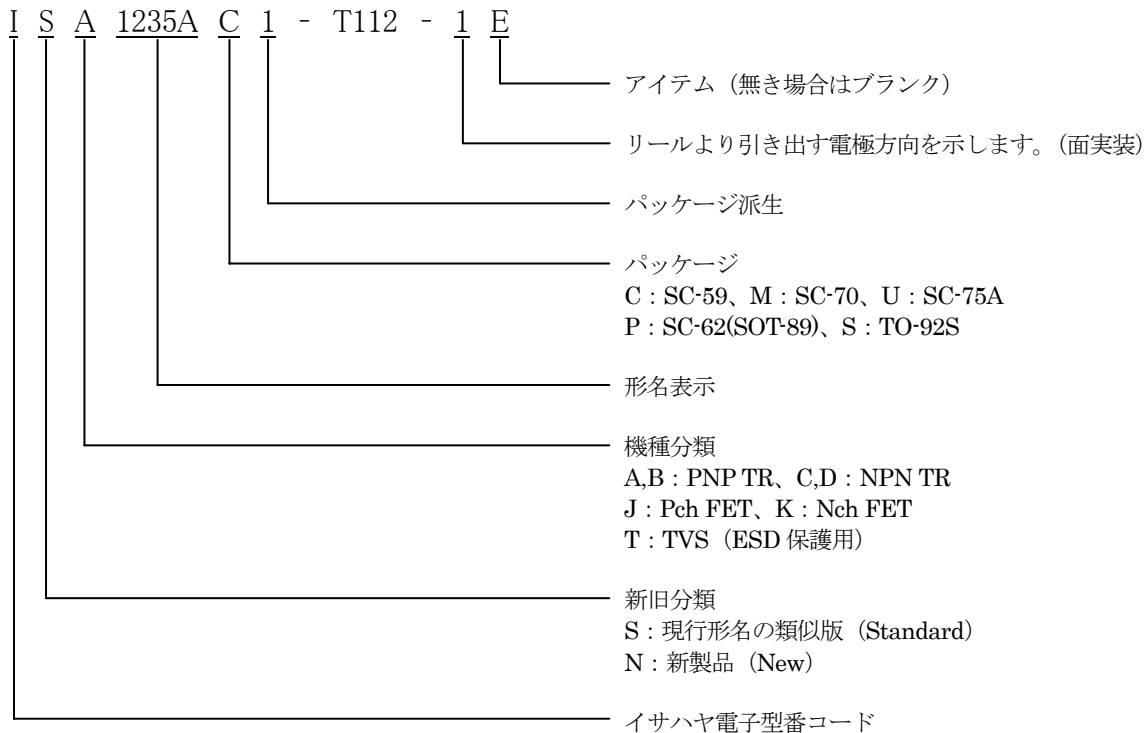 I S A 1235A C 1 - T112 - 1 E
アイテム（無き場合はブランク）
リールより引き出す電極方向を示します。（面実装）
パッケージ派生
パッケージ
C：SC-59、M：SC-70、U：SC-75A
P：SC-62(SOT-89)、S：TO-92S
形名表示
機種分類
A,B：PNP TR、C,D：NPN TR
J：Pch FET、K：Nch FET
T：TVS（ESD 保護用）
新旧分類
S：現行形名の類似版（Standard）
N：新製品（New）
イサハヤ電子型番コード